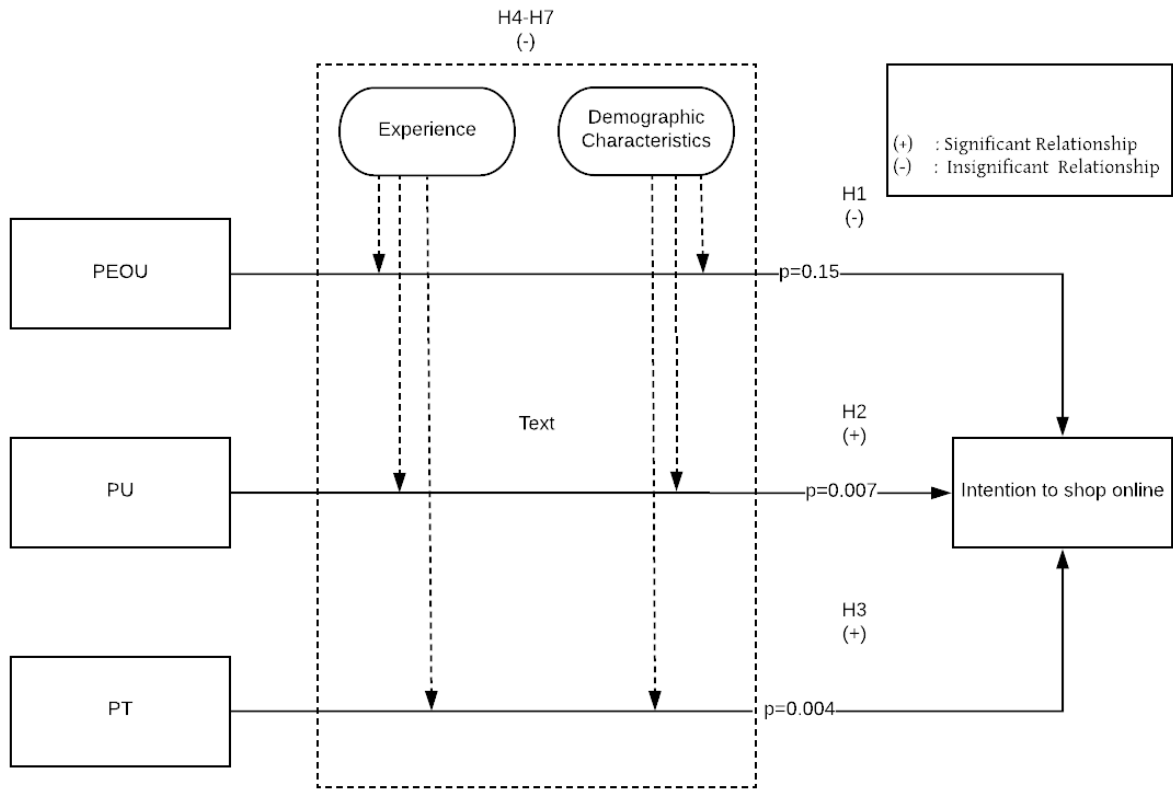 H4-H7
(-)
Experience
Demographic
Characteristics
(+) : Significant Relationship
(-) : Insignificant Relationship
H1
(-)
PEOU
p=0.15
Text
H2
(+)
PU
p=0.007
Intention to shop online
H3
(+)
PT
p=0.004